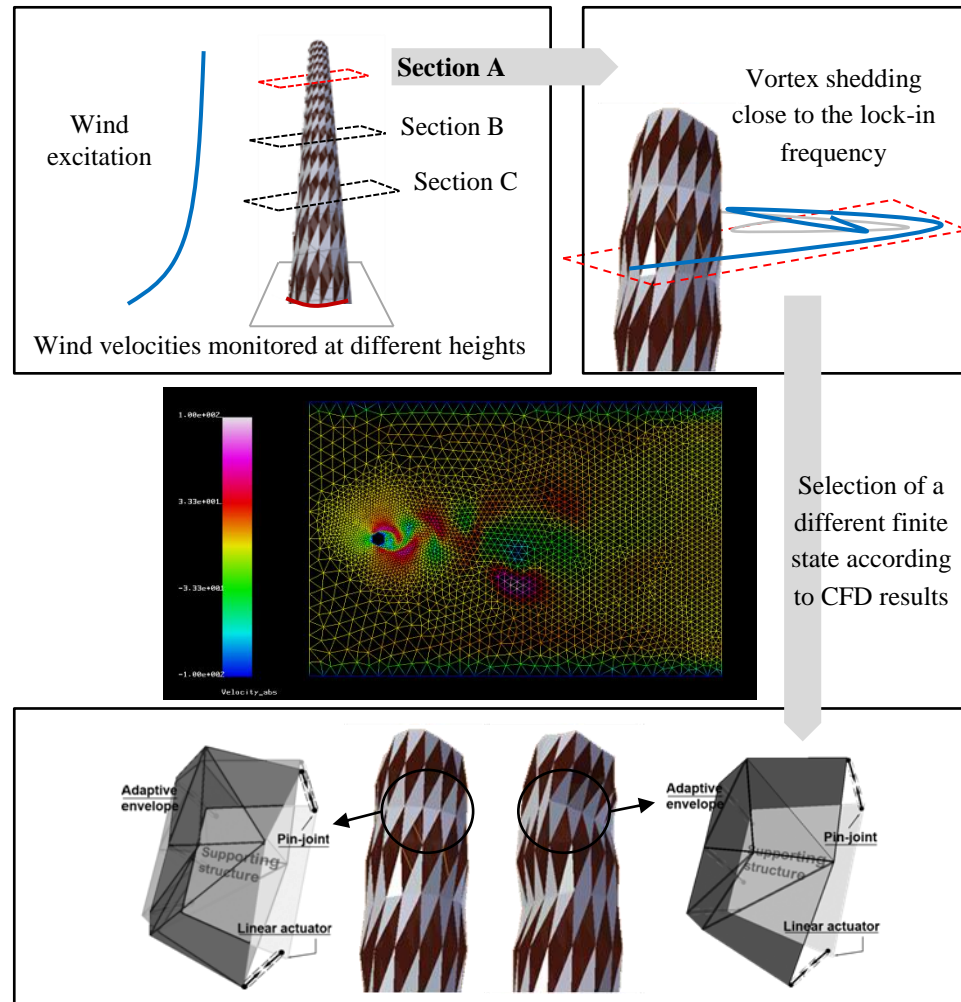 Wind
excitation
Section A
Section B
Section C
Wind velocities monitored at different heights
Vortex shedding
close to the lock-in
frequency
1.00e+002
3.33e+001
-3.33e+001
-1.00e+002
Velocity_abs
Selection of a
different finite
state according
to CFD results
Adaptive
envelope
Pin-joint
Supporting
structure
Linear actuator
Adaptive
envelope
Pin-joint
Supporting
structure
Linear actuator